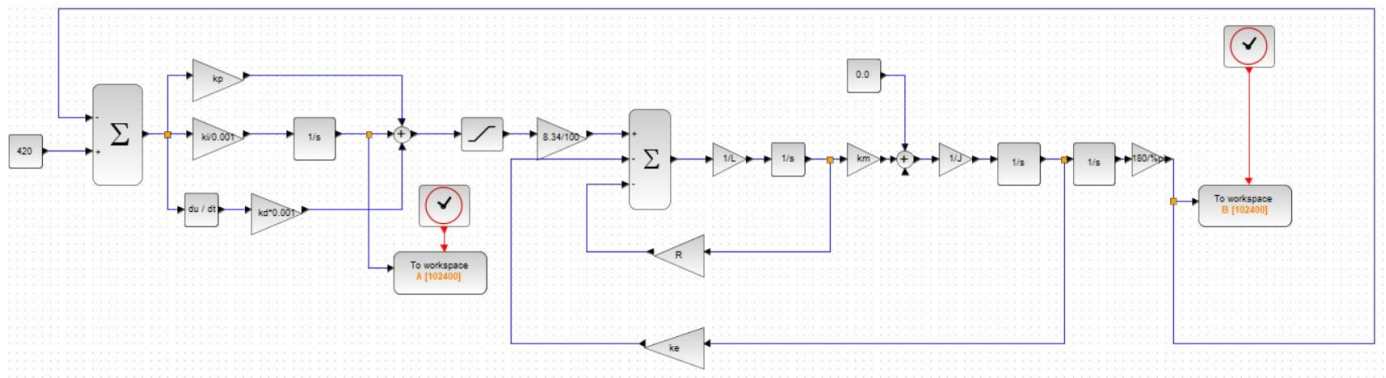 420
-
+
Σ
kp
ki/0.001
1/s
du / dt
kd*0.001
+
To workspace
A [102400]
8.34/100
+
-
-
Σ
1/L
1/s
R
ke
km
0.0
+
1/J
1/s
1/s
180/%p
To workspace
B [102400]